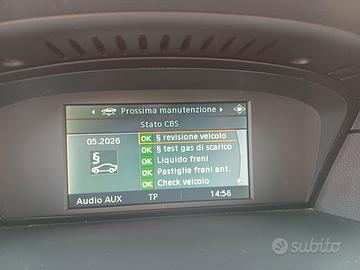 Prossima manutenzione
Stato CBS
05.2026
OK § revisione veicolo
OK § test gas di scarico
OK Liquido freni
OK Pastiglie freni ant.
OK Check veicolo
§
Audio AUX TP 14:56
subito